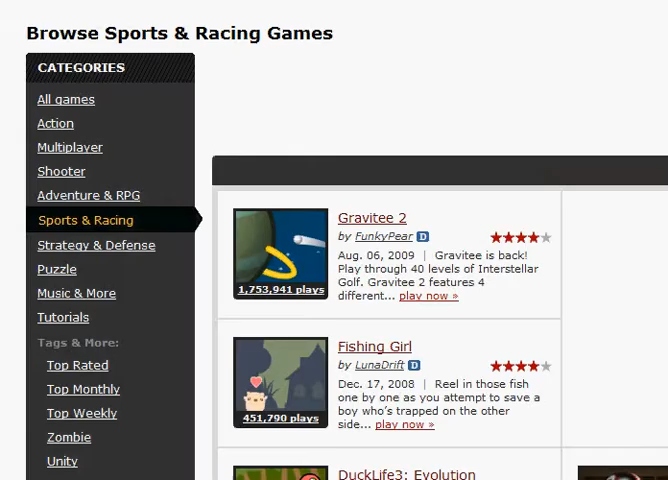 Browse Sports & Racing Games
CATEGORIES
All games
Action
Multiplayer
Shooter
Adventure & RPG
Sports & Racing
Strategy & Defense
Puzzle
Music & More
Tutorials
Tags & More:
Top Rated
Top Monthly
Top Weekly
Zombie
Unity
1,753,941 plays
Gravitee 2
by FunkyPear D
Aug. 06, 2009 | Gravitee is back!
Play through 40 levels of Interstellar
Golf. Gravitee 2 features 4
different... play now »
451,790 plays
Fishing Girl
by LunaDrift D
Dec. 17, 2008 | Reel in those fish
one by one as you attempt to save a
boy who's trapped on the other
side... play now »
DuckLife3: Evolution